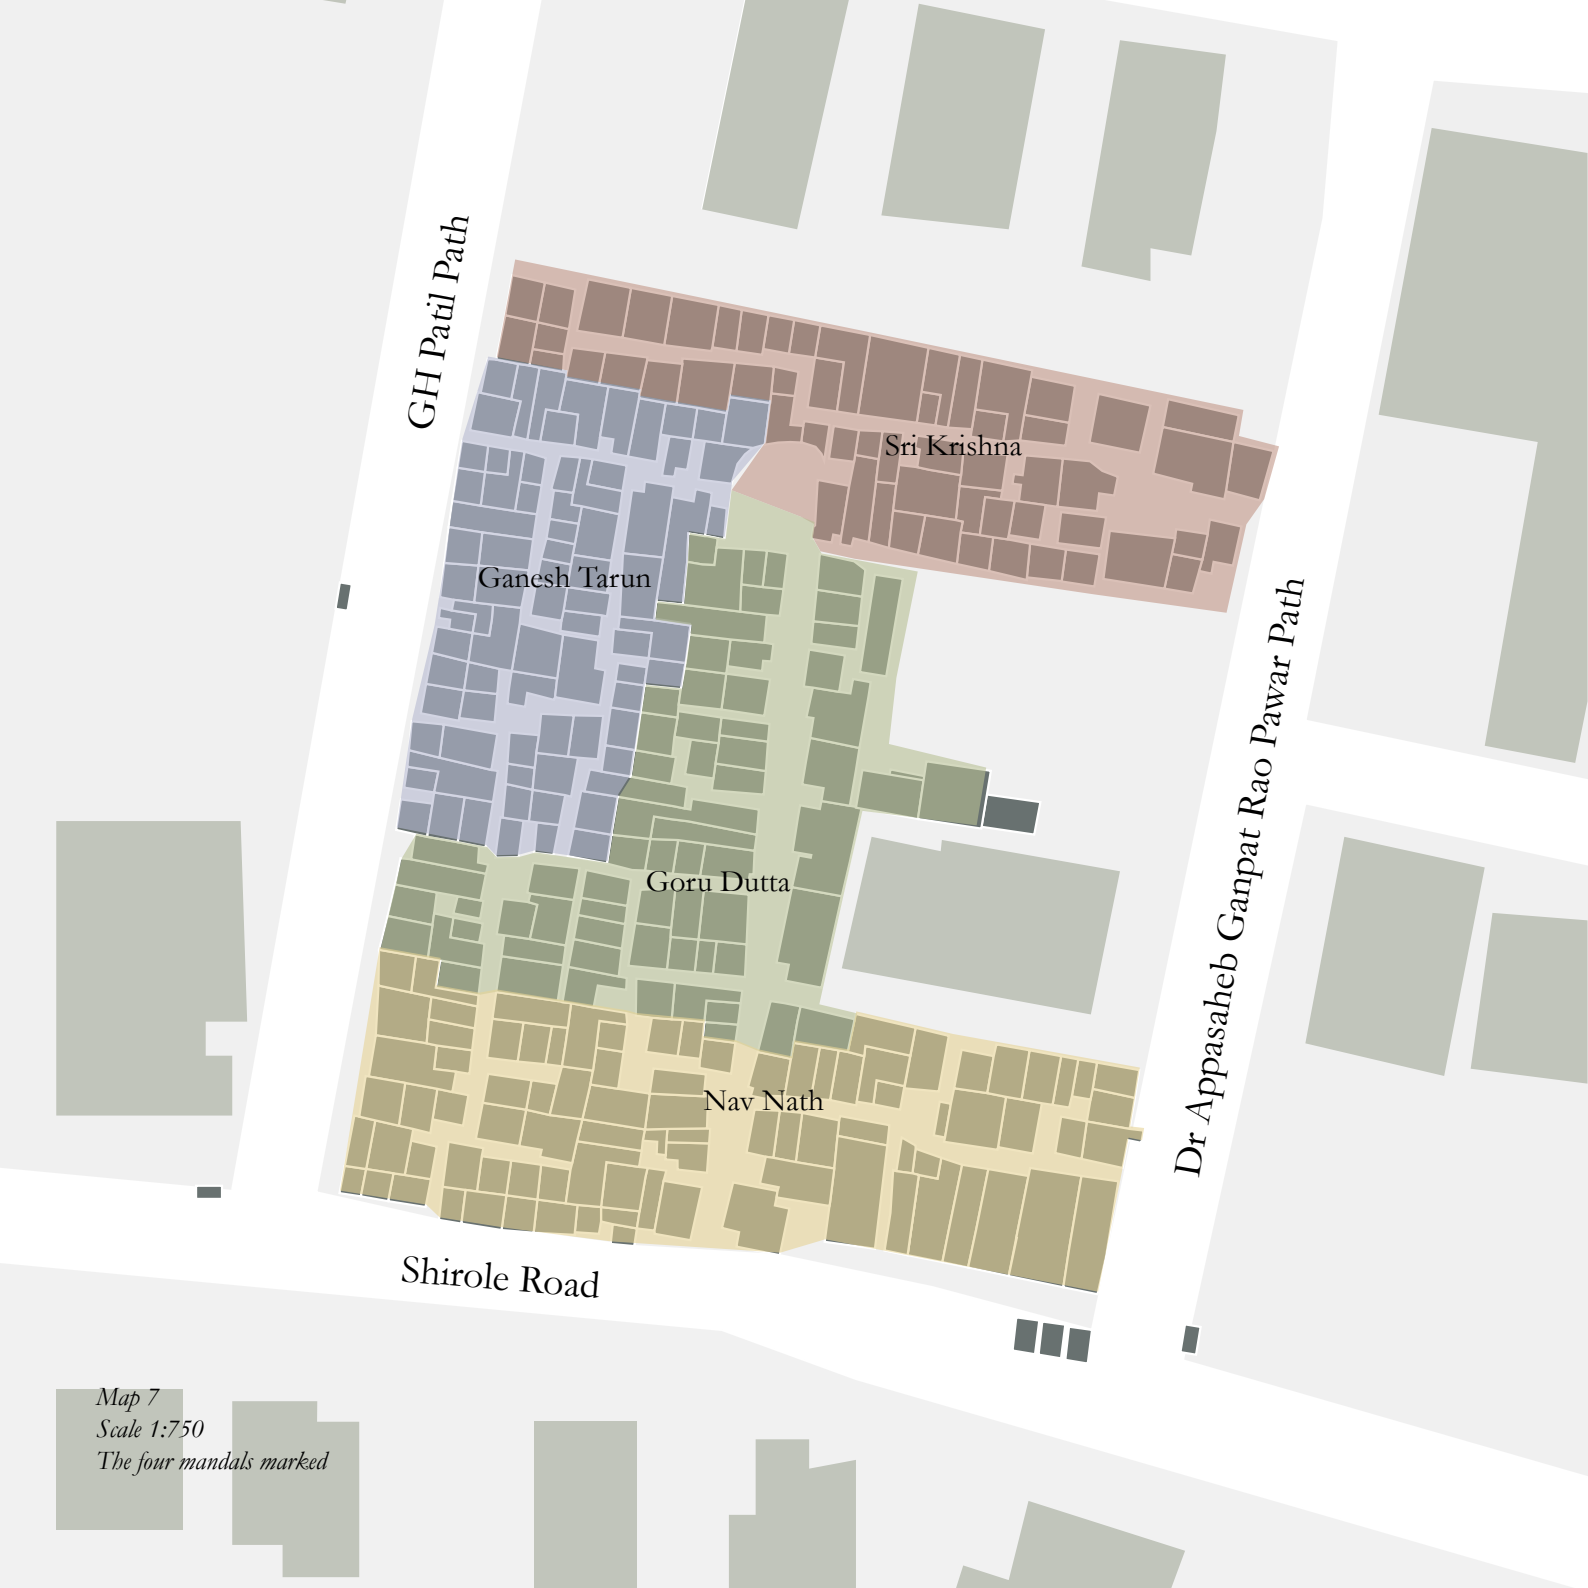 GH Patil Path
Sri Krishna
Ganesh Tarun
Dr Appasaheb Ganpat Rao Pawar Path
Goru Dutta
Nav Nath
Shirole Road
Map 7
Scale 1:750
The four mandals marked